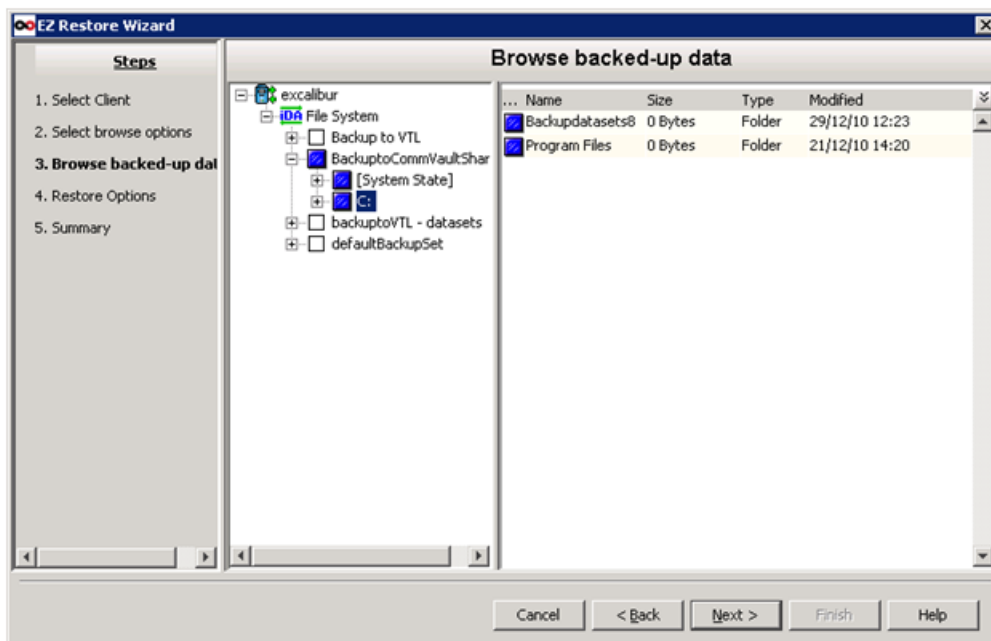 EZ Restore Wizard
Steps
1. Select Client
2. Select browse options
3. Browse backed-up dat
4. Restore Options
5. Summary
Browse backed-up data
excalibur
iDA File System
Backup to VTL
BackuptoCommVaultShar
[System State]
C:
backuptoVTL - datasets
defaultBackupSet
... Name Size Type Modified
Backupdatasets8 0 Bytes Folder 29/12/10 12:23
Program Files 0 Bytes Folder 21/12/10 14:20
Cancel < Back Next > Finish Help